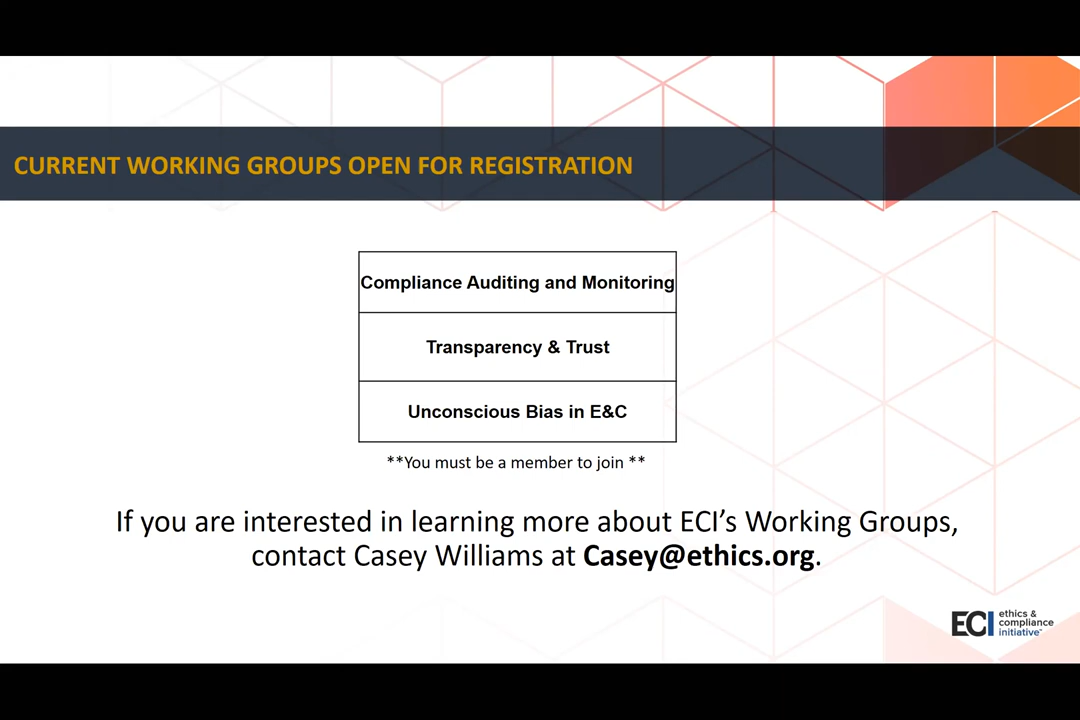 CURRENT WORKING GROUPS OPEN FOR REGISTRATION
Compliance Auditing and Monitoring
Transparency & Trust
Unconscious Bias in E&C
**You must be a member to join **
If you are interested in learning more about ECI’s Working Groups,
contact Casey Williams at Casey@ethics.org.
ECI
ethics &
compliance
initiative™